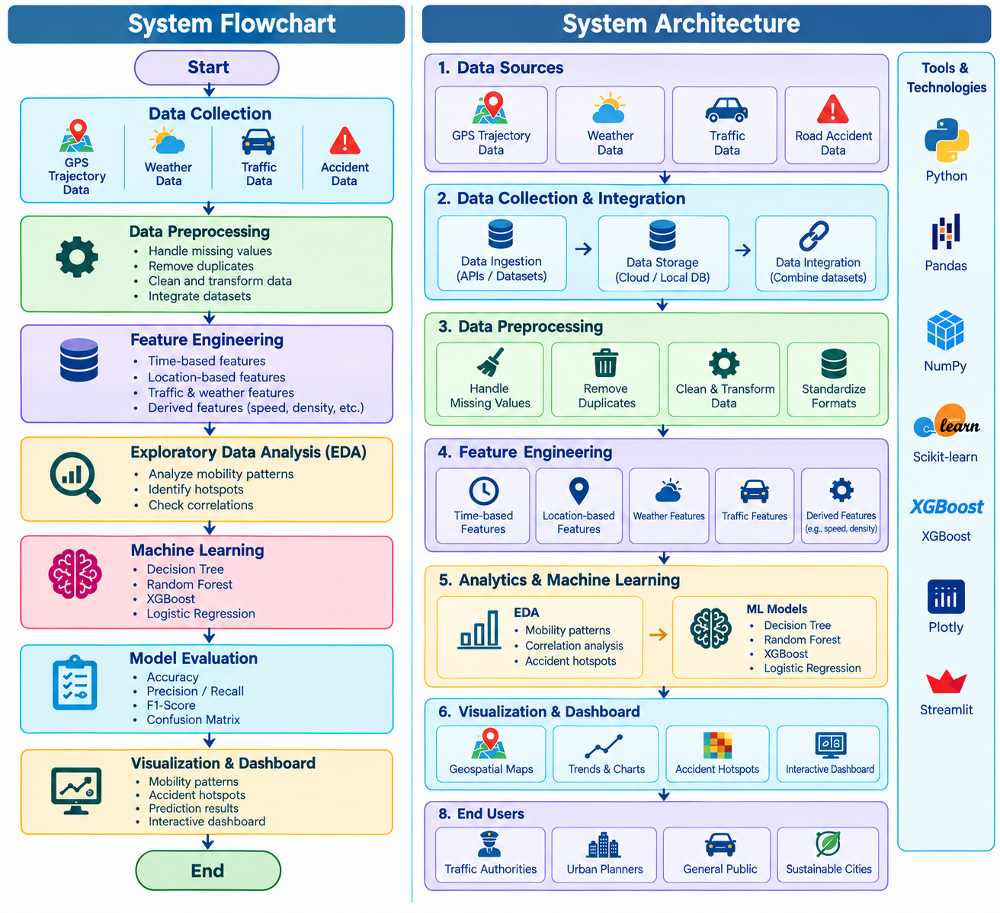 System Flowchart
Start
Data Collection
GPS
Trajectory
Data
Weather
Data
Traffic
Data
Accident
Data
Data Preprocessing
• Handle missing values
• Remove duplicates
• Clean and transform data
• Integrate datasets
Feature Engineering
• Time-based features
• Location-based features
• Traffic & weather features
• Derived features (speed, density, etc.)
Exploratory Data Analysis (EDA)
• Analyze mobility patterns
• Identify hotspots
• Check correlations
Machine Learning
• Decision Tree
• Random Forest
• XGBoost
• Logistic Regression
Model Evaluation
• Accuracy
• Precision / Recall
• F1-Score
• Confusion Matrix
Visualization & Dashboard
• Mobility patterns
• Accident hotspots
• Prediction results
• Interactive dashboard
End
System Architecture
1. Data Sources
GPS Trajectory
Data
Weather
Data
Traffic
Data
Road Accident
Data
2. Data Collection & Integration
Data Ingestion
(APIs / Datasets)
Data Storage
(Cloud / Local DB)
Data Integration
(Combine datasets)
3. Data Preprocessing
Handle
Missing Values
Remove
Duplicates
Clean & Transform
Data
Standardize
Formats
4. Feature Engineering
Time-based
Features
Location-based
Features
Weather Features
Traffic Features
Derived Features
(e.g., speed, density)
5. Analytics & Machine Learning
EDA
• Mobility patterns
• Correlation analysis
• Accident hotspots
ML Models
• Decision Tree
• Random Forest
• XGBoost
• Logistic Regression
6. Visualization & Dashboard
Geospatial Maps
Trends & Charts
Accident Hotspots
Interactive Dashboard
8. End Users
Traffic Authorities
Urban Planners
General Public
Sustainable Cities
Tools &
Technologies
Python
Pandas
NumPy
learn
Scikit-learn
XGBoost
XGBoost
Plotly
Streamlit